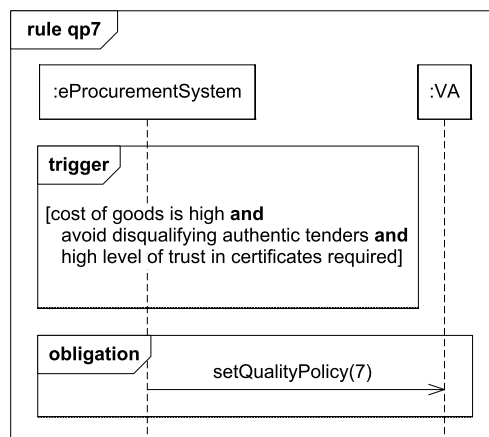 rule qp7
:eProcurementSystem
:VA
trigger
[cost of goods is high and
avoid disqualifying authentic tenders and
high level of trust in certificates required]
obligation
setQualityPolicy(7)